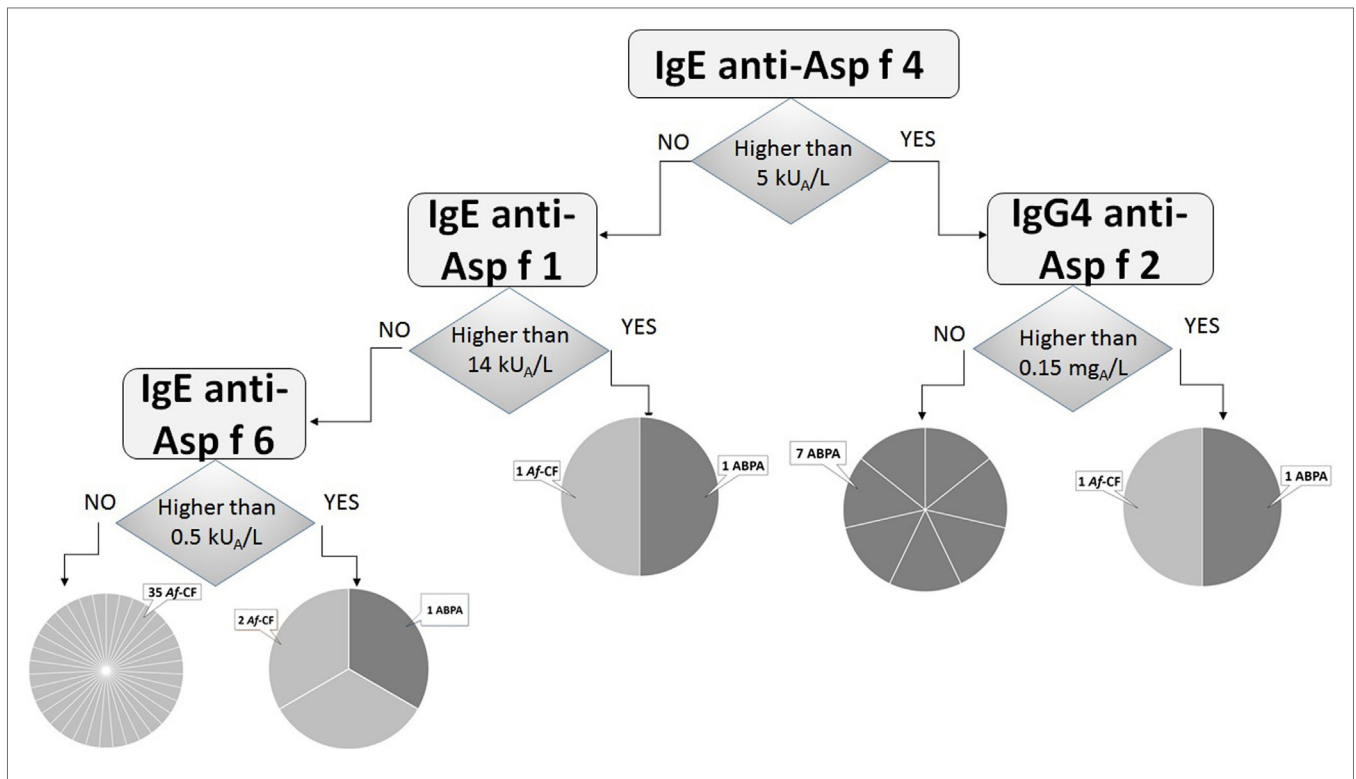 IgE anti-Asp f 4
NO
Higher than
5 kUA/L
YES
IgE anti-
Asp f 1
IgG4 anti-
Asp f 2
NO
Higher than
14 kUA/L
YES
NO
Higher than
0.15 mgA/L
YES
IgE anti-
Asp f 6
1 Af-CF
1 ABPA
7 ABPA
1 Af-CF
1 ABPA
NO
Higher than
0.5 kUA/L
YES
35 Af-CF
2 Af-CF
1 ABPA